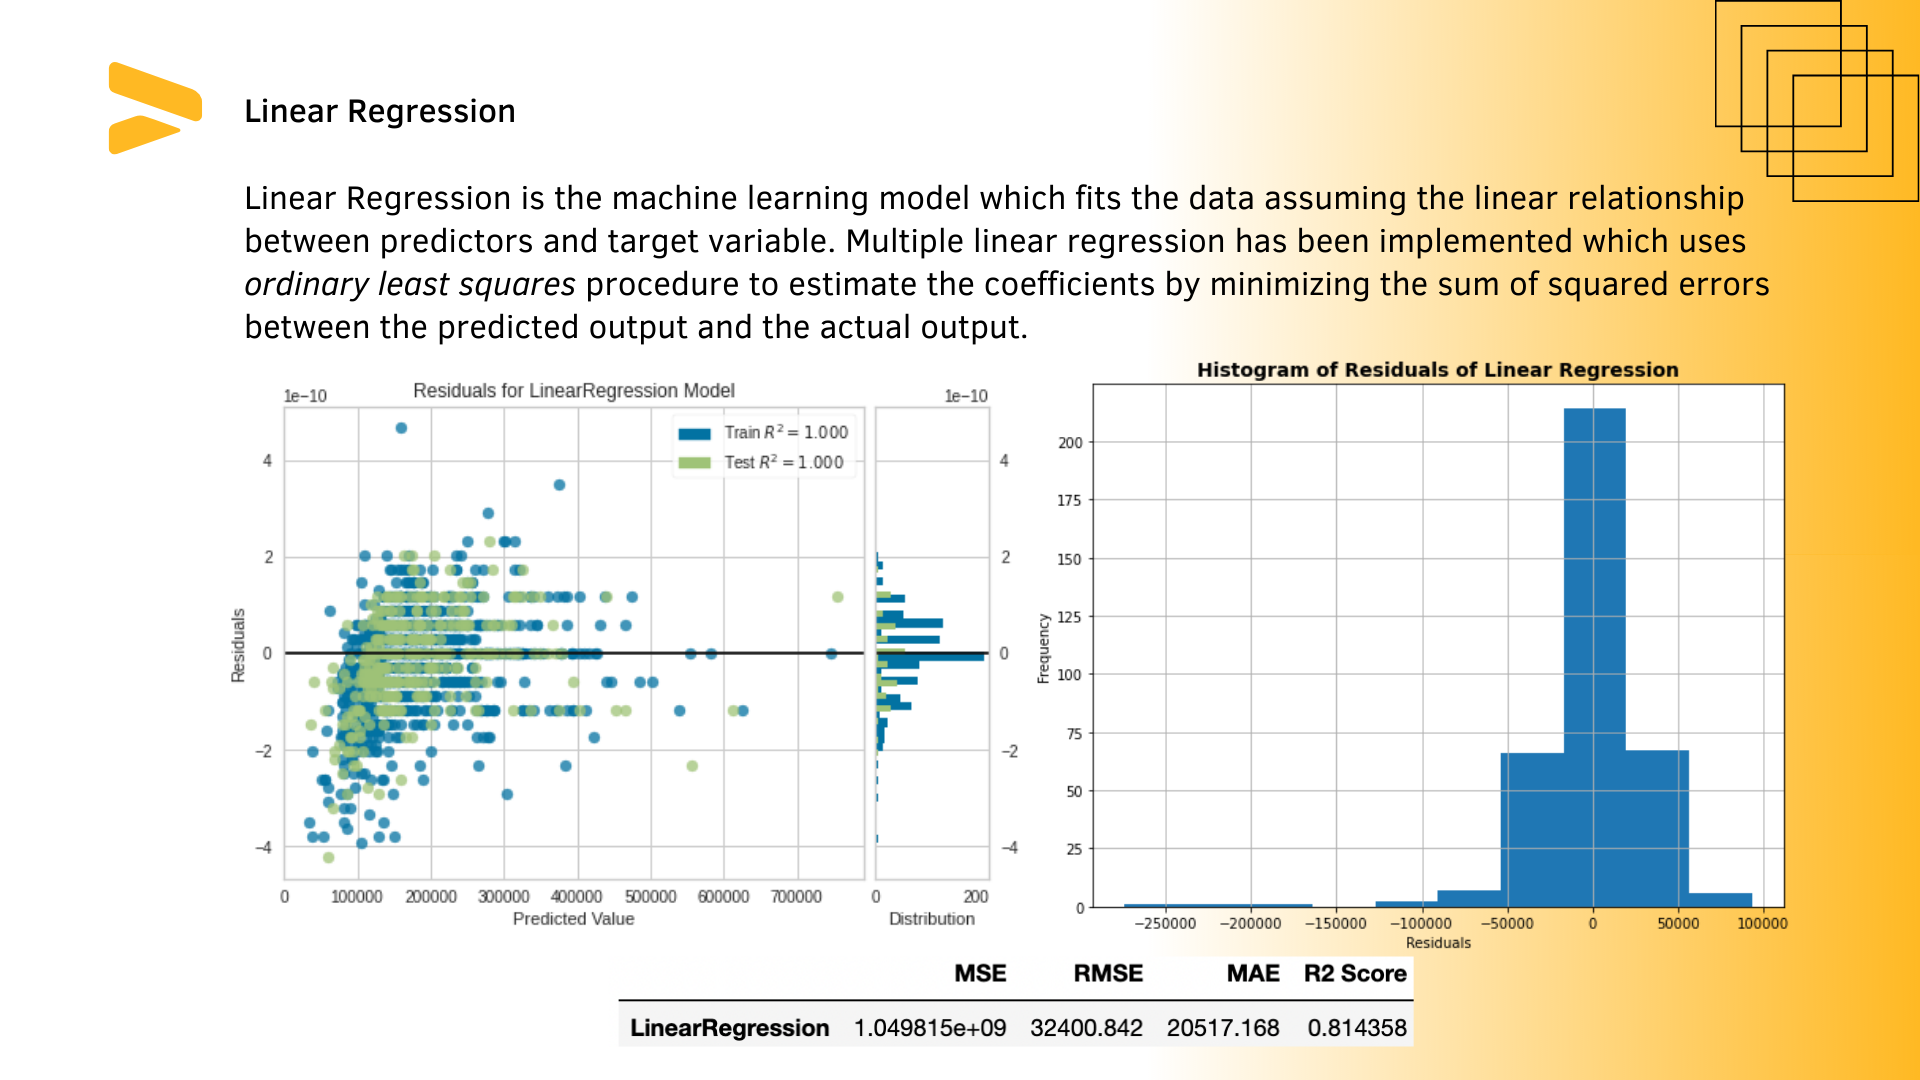 Linear Regression
Linear Regression is the machine learning model which fits the data assuming the linear relationship
between predictors and target variable. Multiple linear regression has been implemented which uses
ordinary least squares procedure to estimate the coefficients by minimizing the sum of squared errors
between the predicted output and the actual output.
1e−10
Residuals for LinearRegression Model
1e−10
Train R² = 1.000
Test R² = 1.000
4
2
0
−2
−4
Residuals
0 100000 200000 300000 400000 500000 600000 700000
Predicted Value
4
2
0
−2
−4
0 200
Distribution
Histogram of Residuals of Linear Regression
200
175
150
125
100
75
50
25
0
Frequency
−250000 −200000 −150000 −100000 −50000 0 50000 100000
Residuals
MSE RMSE MAE R2 Score
LinearRegression 1.049815e+09 32400.842 20517.168 0.814358